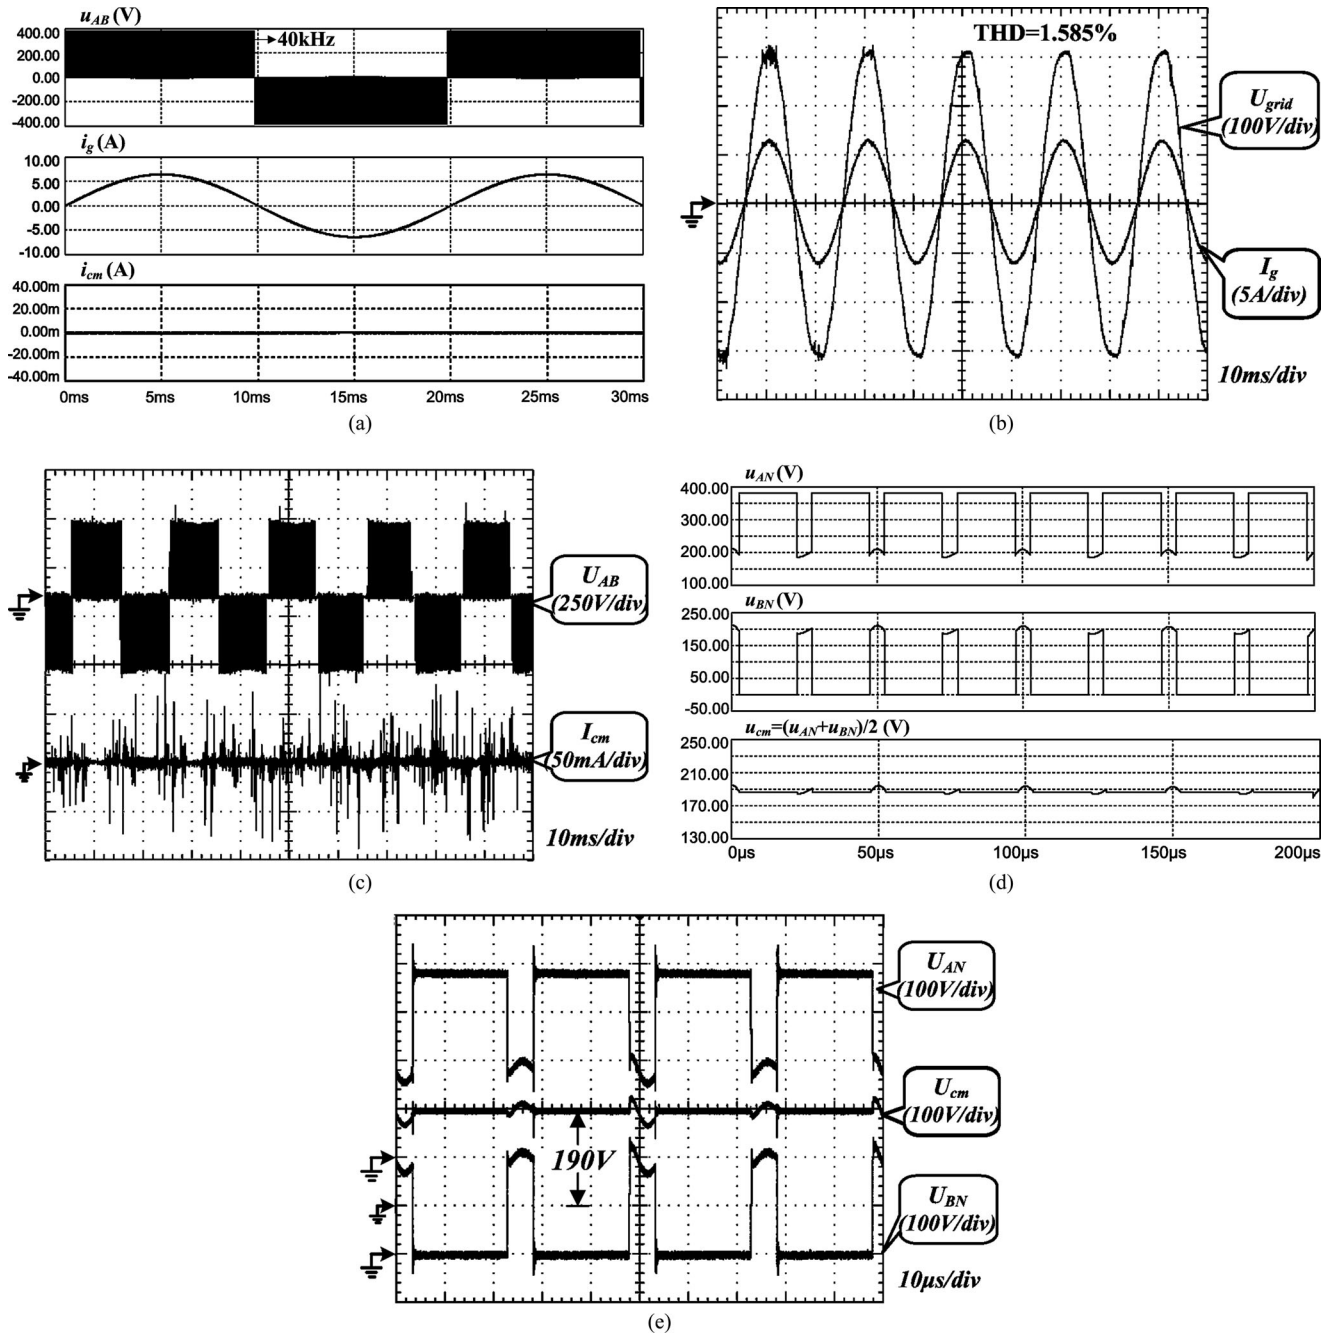 u_AB (V)
400.00
200.00
0.00
-200.00
-400.00
40kHz
i_g (A)
10.00
5.00
0.00
-5.00
-10.00
i_cm (A)
40.00m
20.00m
0.00m
-20.00m
-40.00m
0ms 5ms 10ms 15ms 20ms 25ms 30ms
(a)
THD=1.585%
U_grid
(100V/div)
I_g
(5A/div)
10ms/div
(b)
U_AB
(250V/div)
I_cm
(50mA/div)
10ms/div
(c)
u_AN (V)
400.00
300.00
200.00
100.00
u_BN (V)
250.00
150.00
50.00
-50.00
u_cm=(u_AN+u_BN)/2 (V)
250.00
210.00
170.00
130.00
0µs 50µs 100µs 150µs 200µs
(d)
U_AN
(100V/div)
U_cm
(100V/div)
190V
U_BN
(100V/div)
10µs/div
(e)